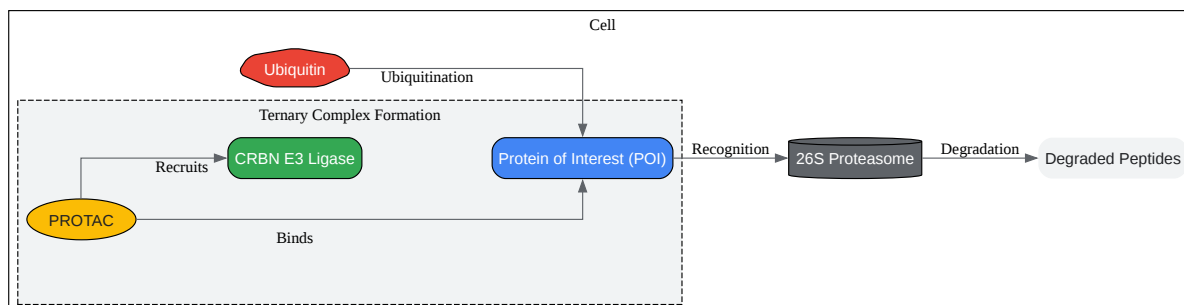 Cell
Ubiquitin
Ubiquitination
Ternary Complex Formation
CRBN E3 Ligase
Recruits
Protein of Interest (POI)
Recognition
26S Proteasome
Degradation
Degraded Peptides
PROTAC
Binds